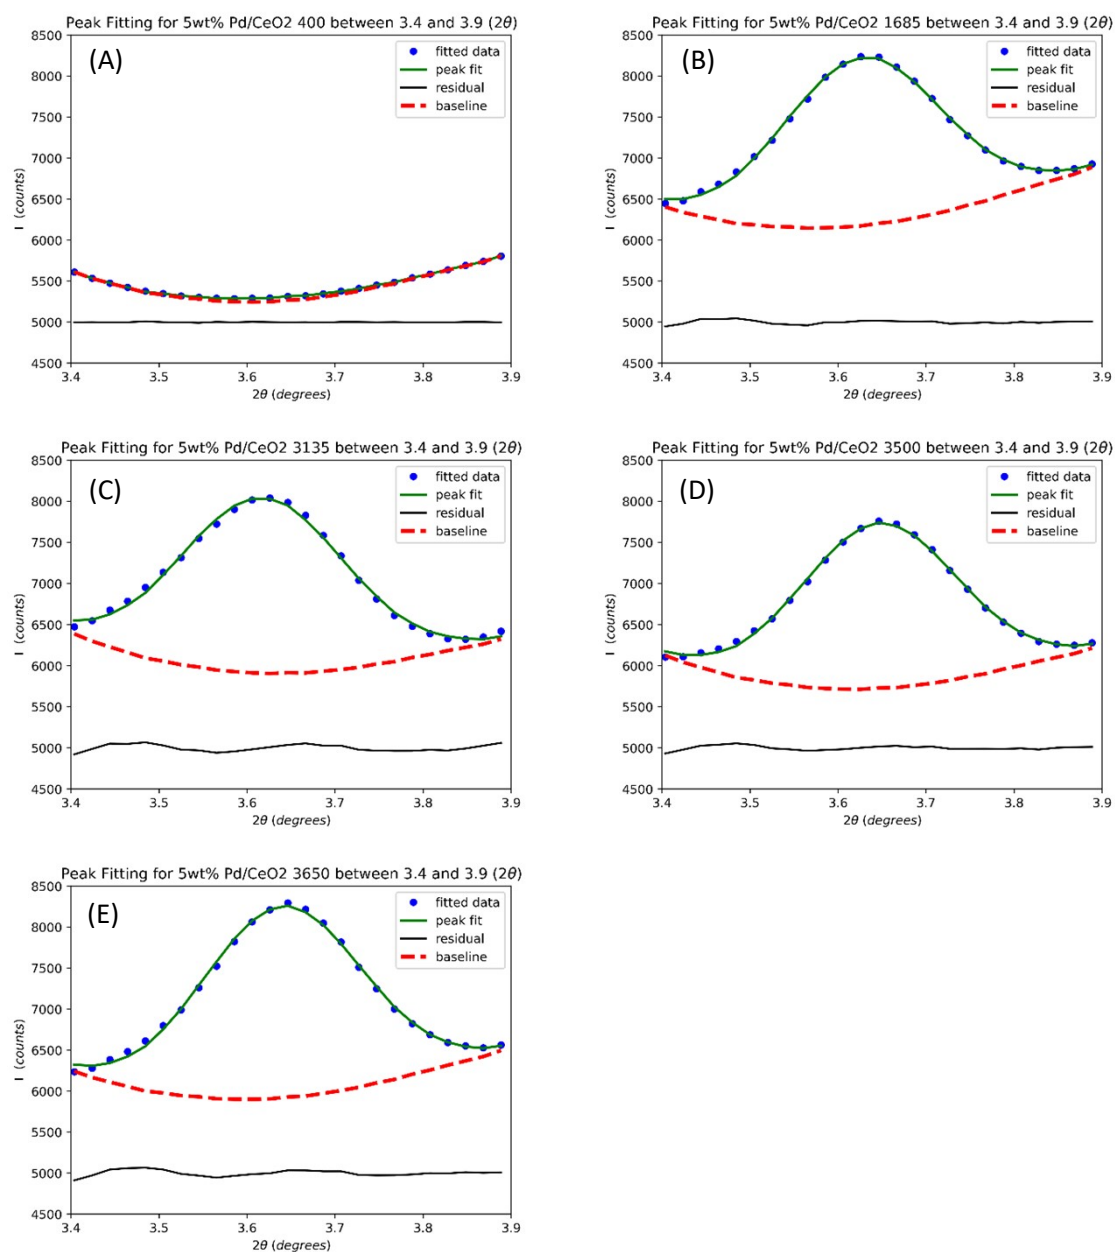 Peak Fitting for 5wt% Pd/CeO2 400 between 3.4 and 3.9 (2θ)
(A)
fitted data
peak fit
residual
baseline
8500
8000
7500
7000
6500
6000
5500
5000
4500
I (counts)
3.4 3.5 3.6 3.7 3.8 3.9
2θ (degrees)
Peak Fitting for 5wt% Pd/CeO2 1685 between 3.4 and 3.9 (2θ)
(B)
fitted data
peak fit
residual
baseline
8500
8000
7500
7000
6500
6000
5500
5000
4500
I (counts)
3.4 3.5 3.6 3.7 3.8 3.9
2θ (degrees)
Peak Fitting for 5wt% Pd/CeO2 3135 between 3.4 and 3.9 (2θ)
(C)
fitted data
peak fit
residual
baseline
8500
8000
7500
7000
6500
6000
5500
5000
4500
I (counts)
3.4 3.5 3.6 3.7 3.8 3.9
2θ (degrees)
Peak Fitting for 5wt% Pd/CeO2 3500 between 3.4 and 3.9 (2θ)
(D)
fitted data
peak fit
residual
baseline
8500
8000
7500
7000
6500
6000
5500
5000
4500
I (counts)
3.4 3.5 3.6 3.7 3.8 3.9
2θ (degrees)
Peak Fitting for 5wt% Pd/CeO2 3650 between 3.4 and 3.9 (2θ)
(E)
fitted data
peak fit
residual
baseline
8500
8000
7500
7000
6500
6000
5500
5000
4500
I (counts)
3.4 3.5 3.6 3.7 3.8 3.9
2θ (degrees)